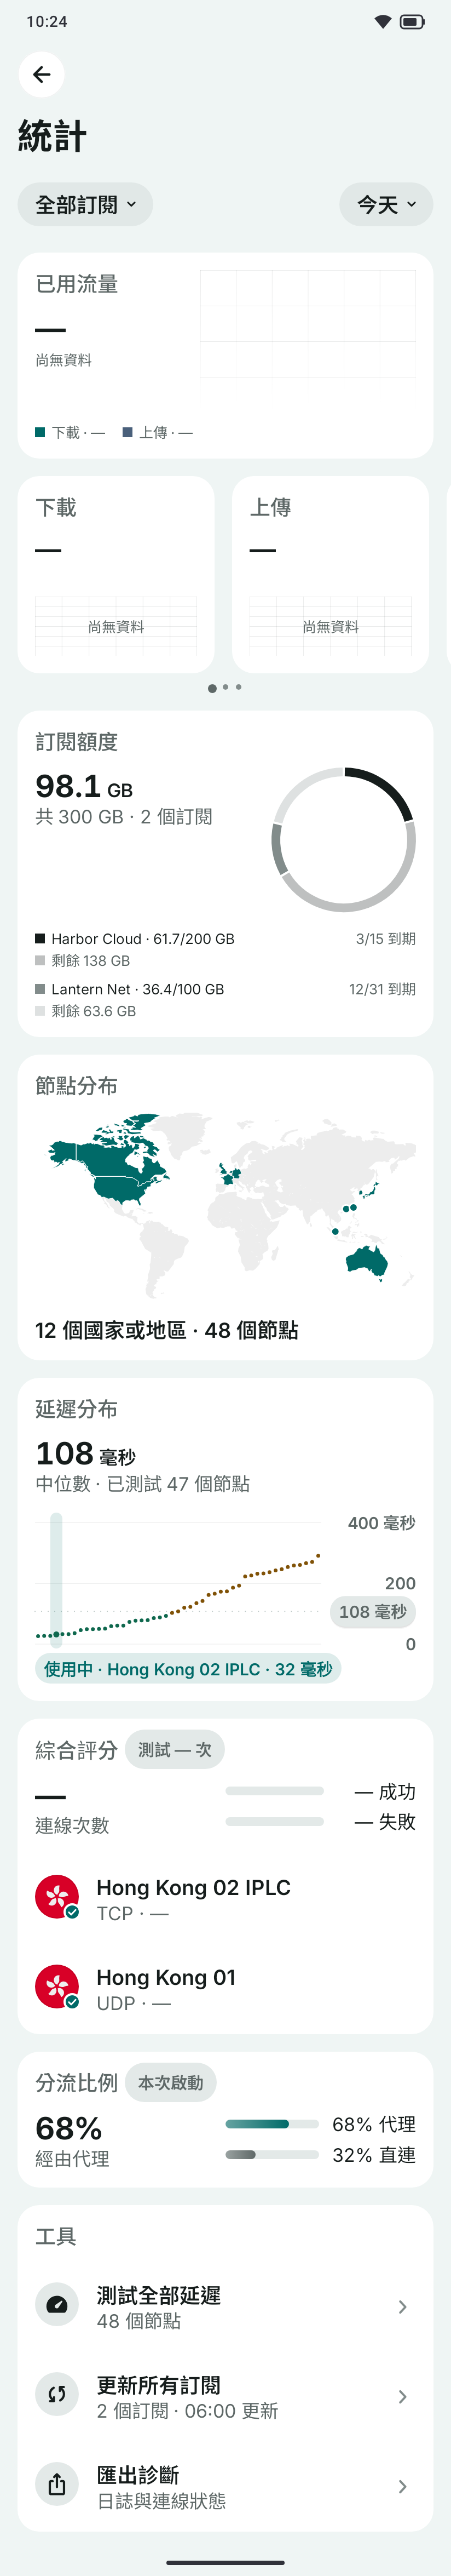 10:24
統計
全部訂閱
今天
已用流量
—
尚無資料
下載 · —
上傳 · —
下載
—
尚無資料
上傳
—
尚無資料
訂閱額度
98.1 GB
共 300 GB · 2 個訂閱
Harbor Cloud · 61.7/200 GB
3/15 到期
剩餘 138 GB
Lantern Net · 36.4/100 GB
12/31 到期
剩餘 63.6 GB
節點分布
12 個國家或地區 · 48 個節點
延遲分布
108 毫秒
中位數 · 已測試 47 個節點
400 毫秒
200
108 毫秒
0
使用中 · Hong Kong 02 IPLC · 32 毫秒
綜合評分
測試 — 次
—
連線次數
— 成功
— 失敗
Hong Kong 02 IPLC
TCP · —
Hong Kong 01
UDP · —
分流比例
本次啟動
68%
經由代理
68% 代理
32% 直連
工具
測試全部延遲
48 個節點
更新所有訂閱
2 個訂閱 · 06:00 更新
匯出診斷
日誌與連線狀態